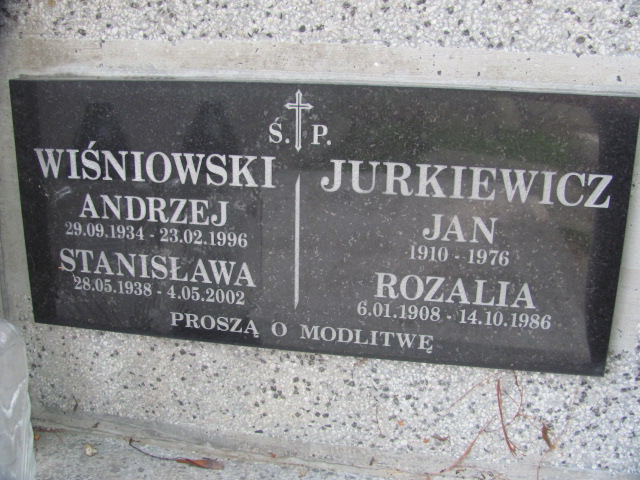 Ś. P.
WIŚNIOWSKI
ANDRZEJ
29.09.1934 - 23.02.1996
STANISŁAWA
28.05.1938 - 4.05.2002
JURKIEWICZ
JAN
1910 - 1976
ROZALIA
6.01.1908 - 14.10.1986
PROSZĄ O MODLITWĘ